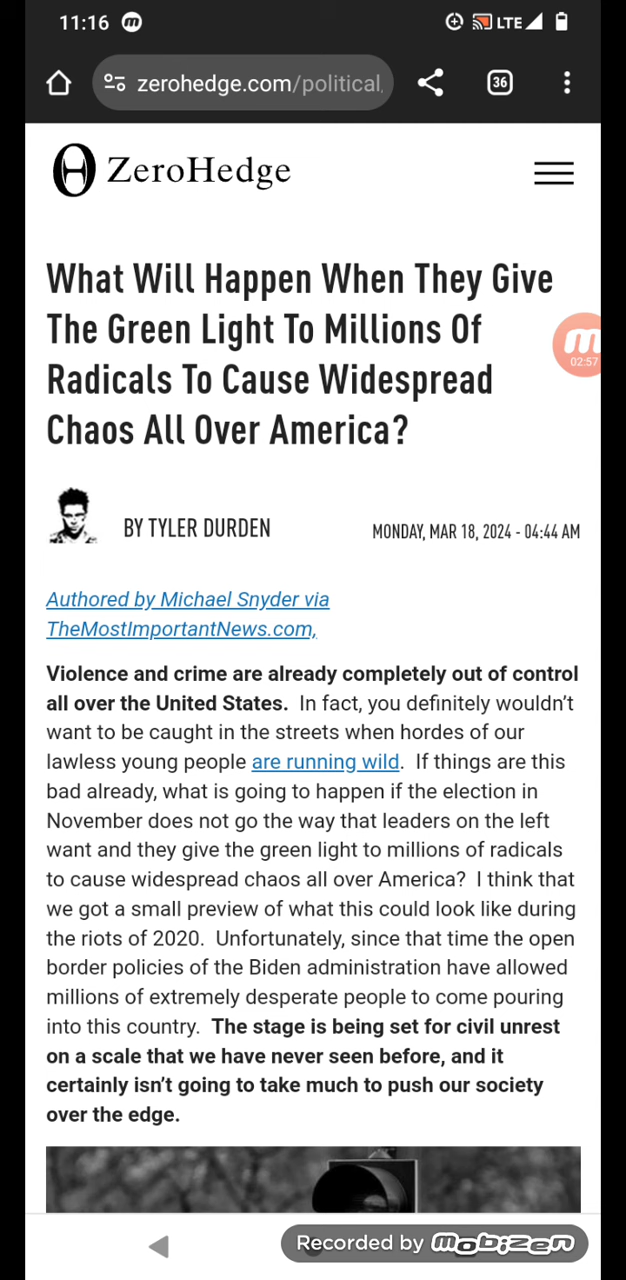 11:16 m LTE
zerohedge.com/political, 36
ZeroHedge
What Will Happen When They Give
The Green Light To Millions Of
Radicals To Cause Widespread
Chaos All Over America?
m
02:57
BY TYLER DURDEN MONDAY, MAR 18, 2024 - 04:44 AM
Authored by Michael Snyder via
TheMostImportantNews.com,
Violence and crime are already completely out of control
all over the United States.  In fact, you definitely wouldn't
want to be caught in the streets when hordes of our
lawless young people are running wild.  If things are this
bad already, what is going to happen if the election in
November does not go the way that leaders on the left
want and they give the green light to millions of radicals
to cause widespread chaos all over America?  I think that
we got a small preview of what this could look like during
the riots of 2020.  Unfortunately, since that time the open
border policies of the Biden administration have allowed
millions of extremely desperate people to come pouring
into this country.  The stage is being set for civil unrest
on a scale that we have never seen before, and it
certainly isn't going to take much to push our society
over the edge.
Recorded by mobizen